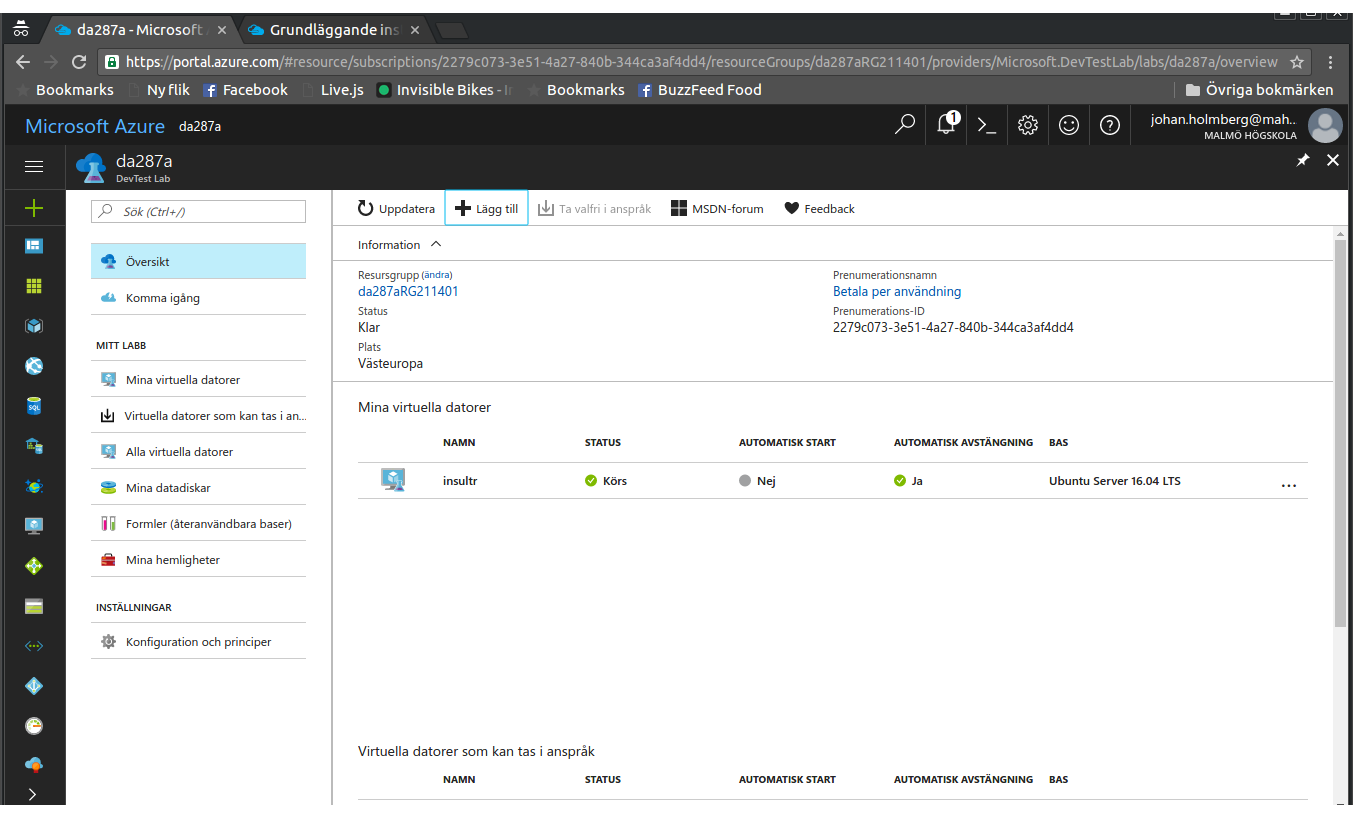 da287a - Microsoft A
Grundläggande ins
https://portal.azure.com/#resource/subscriptions/2279c073-3e51-4a27-840b-344ca3af4dd4/resourceGroups/da287aRG211401/providers/Microsoft.DevTestLab/labs/da287a/overview
Bookmarks Ny flik Facebook Live.js Invisible Bikes - Bookmarks BuzzFeed Food Övriga bokmärken
Microsoft Azure da287a
1
johan.holmberg@mah..
MALMÖ HÖGSKOLA
da287a
DevTest Lab
Sök (Ctrl+/)
Översikt
Komma igång
MITT LABB
Mina virtuella datorer
Virtuella datorer som kan tas i an...
Alla virtuella datorer
Mina datadiskar
Formler (återanvändbara baser)
Mina hemligheter
INSTÄLLNINGAR
Konfiguration och principer
SQL
Uppdatera Lägg till Ta valfri i anspråk MSDN-forum Feedback
Information
Resursgrupp (ändra)
da287aRG211401
Status
Klar
Plats
Västeuropa
Prenumerationsnamn
Betala per användning
Prenumerations-ID
2279c073-3e51-4a27-840b-344ca3af4dd4
Mina virtuella datorer
NAMN STATUS AUTOMATISK START AUTOMATISK AVSTÄNGNING BAS
insultr Körs Nej Ja Ubuntu Server 16.04 LTS ...
Virtuella datorer som kan tas i anspråk
NAMN STATUS AUTOMATISK START AUTOMATISK AVSTÄNGNING BAS